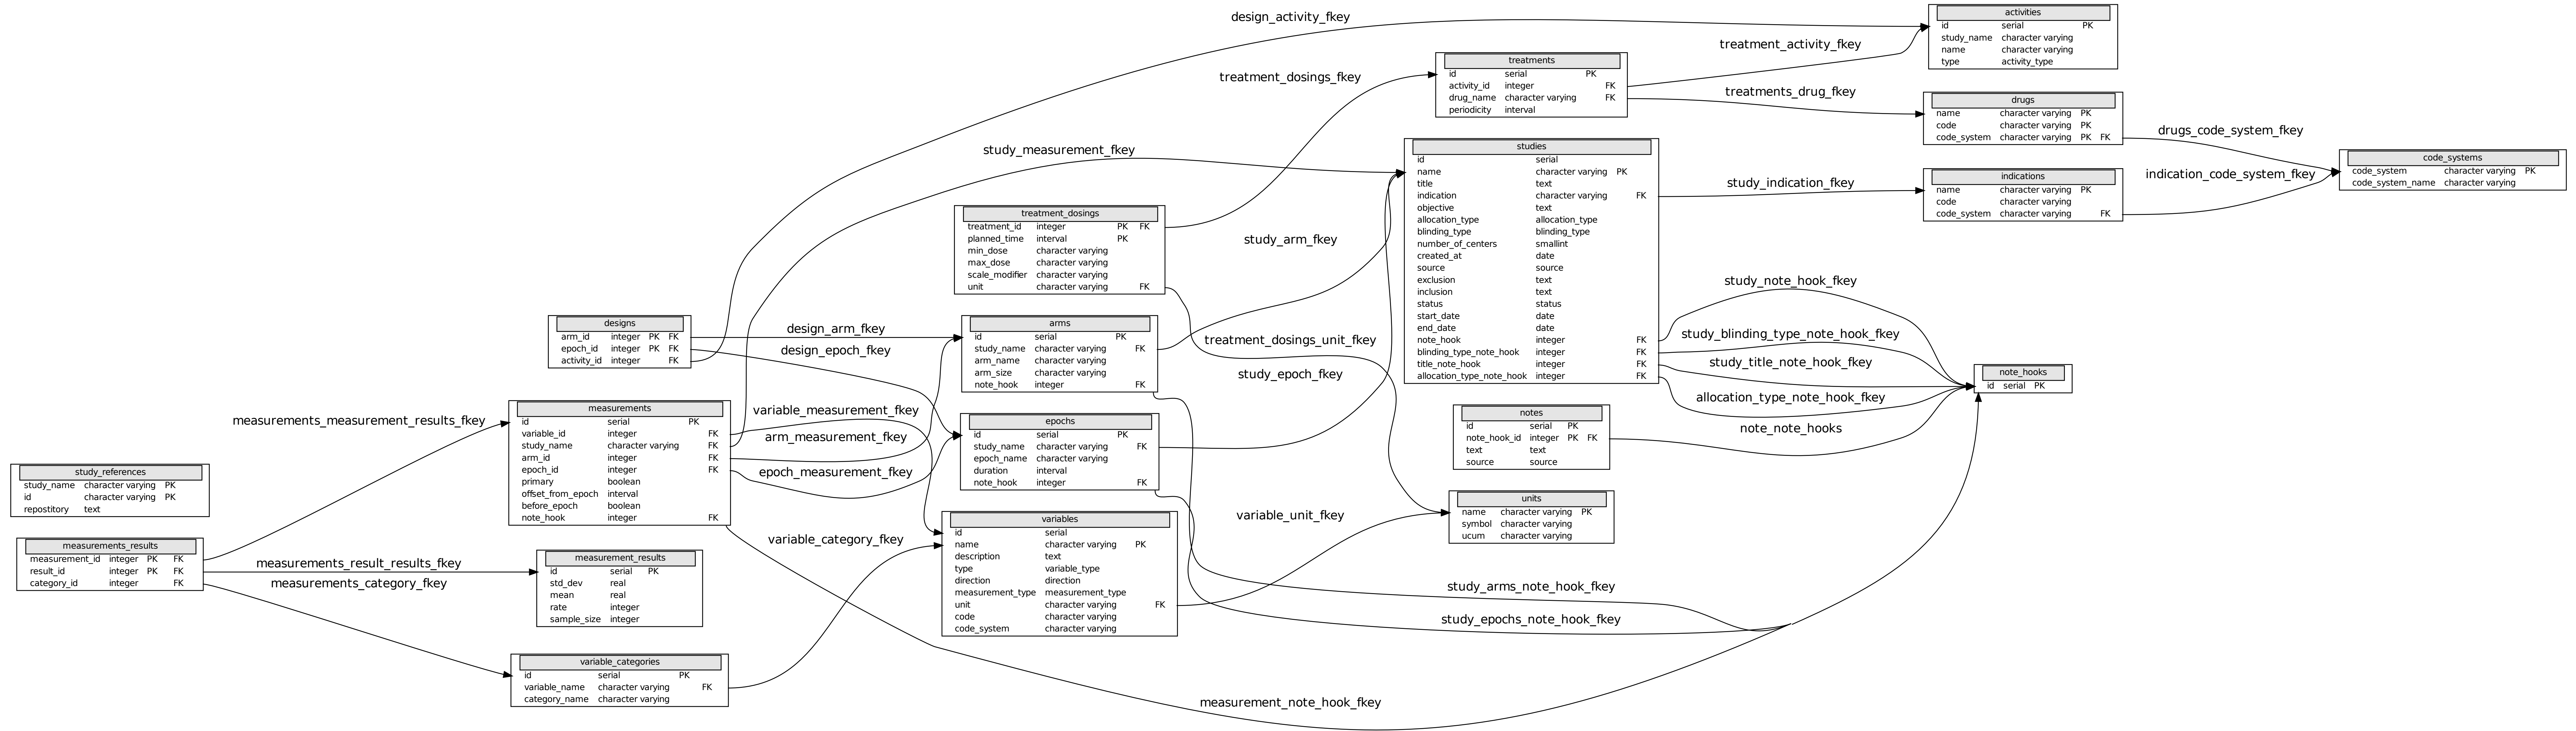 study_references
study_name character varying PK
id character varying PK
repostitory text
measurements_results
measurement_id integer PK FK
result_id integer PK FK
category_id integer FK
measurements_measurement_results_fkey
measurements_result_results_fkey
measurements_category_fkey
designs
arm_id integer PK FK
epoch_id integer PK FK
activity_id integer FK
measurements
id serial PK
variable_id integer FK
study_name character varying FK
arm_id integer FK
epoch_id integer FK
primary boolean
offset_from_epoch interval
before_epoch boolean
note_hook integer FK
measurement_results
id serial PK
std_dev real
mean real
rate integer
sample_size integer
variable_categories
id serial PK
variable_name character varying FK
category_name character varying
design_arm_fkey
design_epoch_fkey
variable_measurement_fkey
arm_measurement_fkey
epoch_measurement_fkey
variable_category_fkey
study_measurement_fkey
treatment_dosings
treatment_id integer PK FK
planned_time interval PK
min_dose character varying
max_dose character varying
scale_modifier character varying
unit character varying FK
arms
id serial PK
study_name character varying FK
arm_name character varying
arm_size character varying
note_hook integer FK
epochs
id serial PK
study_name character varying FK
epoch_name character varying
duration interval
note_hook integer FK
variables
id serial
name character varying PK
description text
type variable_type
direction direction
measurement_type measurement_type
unit character varying FK
code character varying
code_system character varying
design_activity_fkey
treatment_dosings_fkey
study_arm_fkey
treatment_dosings_unit_fkey
study_epoch_fkey
variable_unit_fkey
measurement_note_hook_fkey
treatments
id serial PK
activity_id integer FK
drug_name character varying FK
periodicity interval
studies
id serial
name character varying PK
title text
indication character varying FK
objective text
allocation_type allocation_type
blinding_type blinding_type
number_of_centers smallint
created_at date
source source
exclusion text
inclusion text
status status
start_date date
end_date date
note_hook integer FK
blinding_type_note_hook integer FK
title_note_hook integer FK
allocation_type_note_hook integer FK
notes
id serial PK
note_hook_id integer PK FK
text text
source source
units
name character varying PK
symbol character varying
ucum character varying
study_arms_note_hook_fkey
study_epochs_note_hook_fkey
treatment_activity_fkey
treatments_drug_fkey
study_indication_fkey
study_note_hook_fkey
study_blinding_type_note_hook_fkey
study_title_note_hook_fkey
allocation_type_note_hook_fkey
note_note_hooks
activities
id serial PK
study_name character varying
name character varying
type activity_type
drugs
name character varying PK
code character varying PK
code_system character varying PK FK
indications
name character varying PK
code character varying
code_system character varying FK
note_hooks
id serial PK
drugs_code_system_fkey
indication_code_system_fkey
code_systems
code_system character varying PK
code_system_name character varying